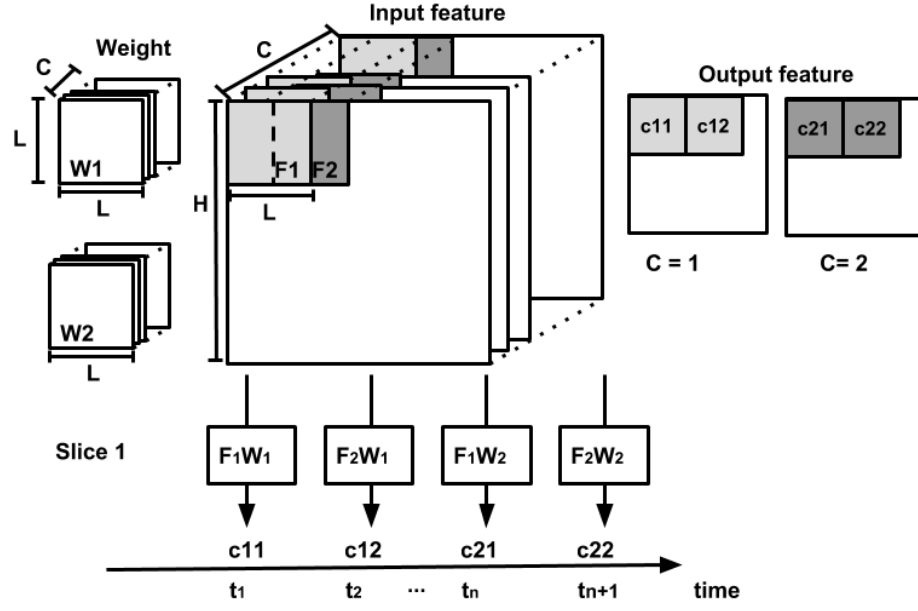 Input feature
Weight
C
C
Output feature
L
W1
L
c11 c12
c21 c22
F1 F2
L
H
C = 1
C= 2
W2
L
Slice 1
F1W1
F2W1
F1W2
F2W2
c11 c12 c21 c22
t1 t2 ... tn tn+1 time